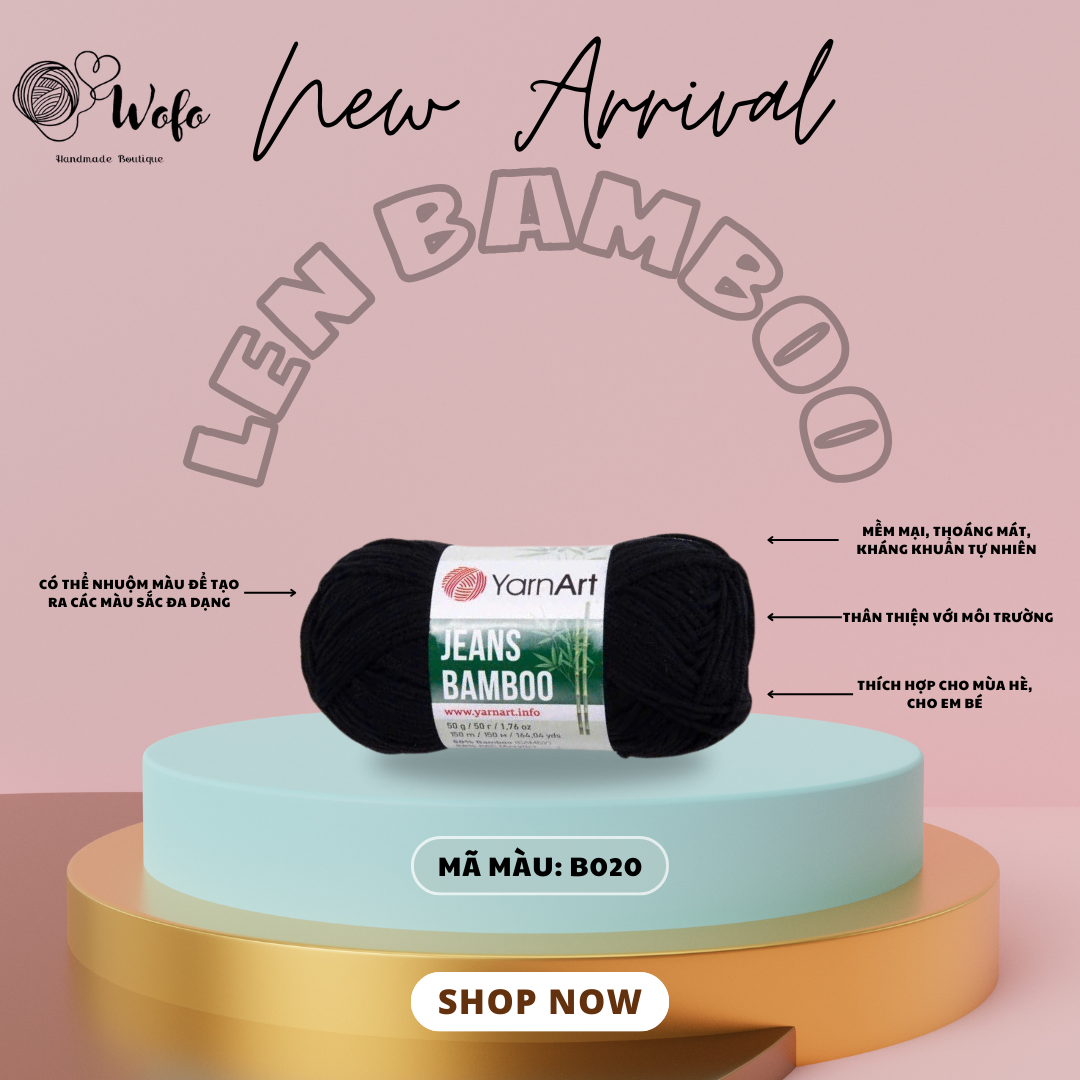 Wofo
Handmade Boutique
New Arrival
LEN BAMBOO
MỀM MẠI, THOÁNG MÁT,
KHÁNG KHUẨN TỰ NHIÊN
CÓ THỂ NHUỘM MÀU ĐỂ TẠO
RA CÁC MÀU SẮC ĐA DẠNG
THÂN THIỆN VỚI MÔI TRƯỜNG
THÍCH HỢP CHO MÙA HÈ,
CHO EM BÉ
YarnArt
JEANS
BAMBOO
www.yarnart.info
50 g / 50 г / 1,76 oz
150 m / 150 м / 164,04 yds
MÃ MÀU: B020
SHOP NOW